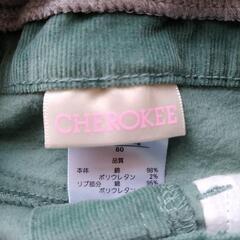 CHEROKEE
80
品質
本体 綿 98%
ポリウレタン 2%
リブ部分 綿 95%
ポリウレタン